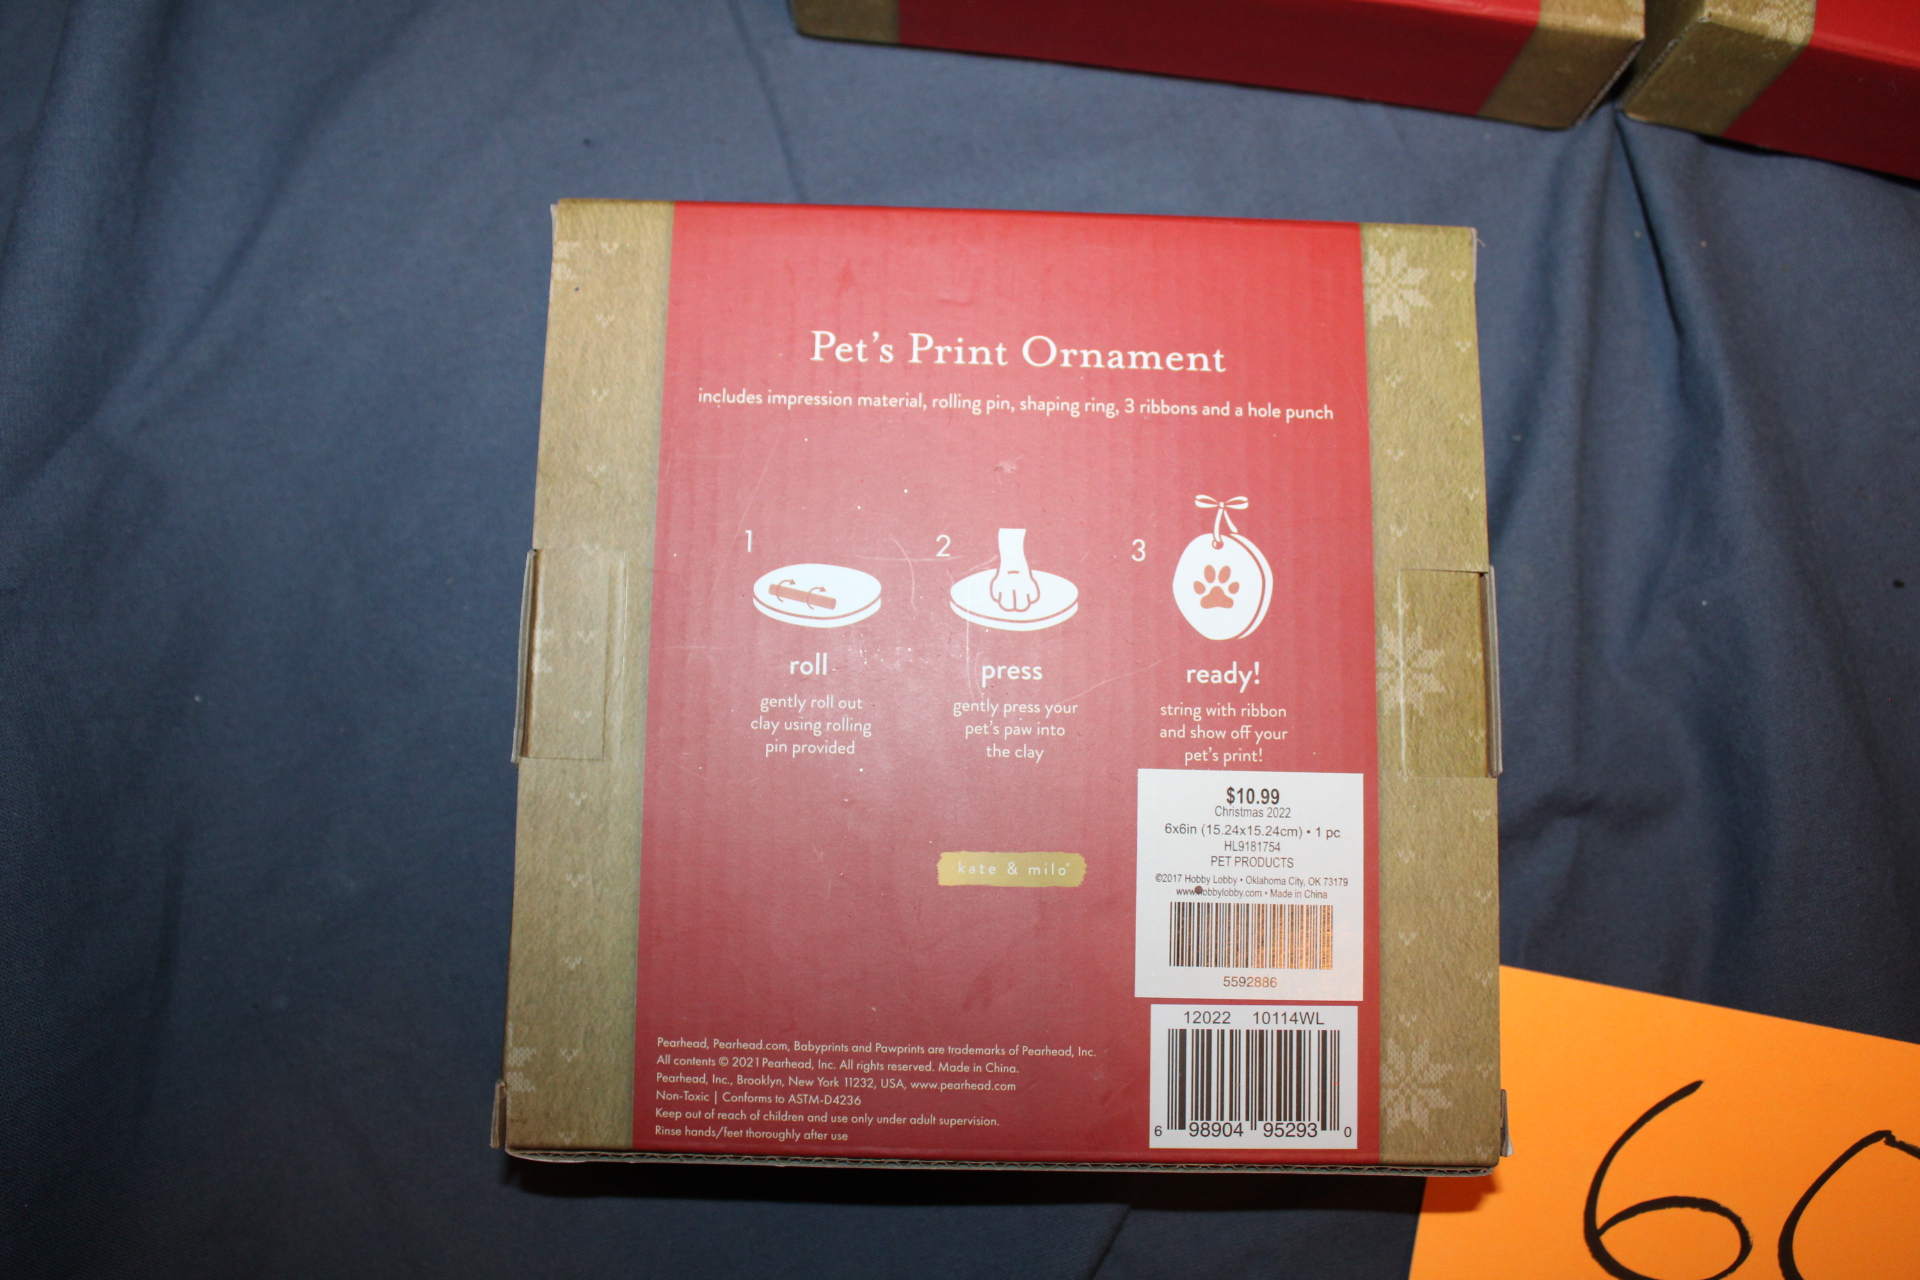 Pet's Print Ornament
includes impression material, rolling pin, shaping ring, 3 ribbons and a hole punch
1
2
3
roll
gently roll out
clay using rolling
pin provided
press
gently press your
pet's paw into
the clay
ready!
string with ribbon
and show off your
pet's print!
$10.99
Christmas 2022
6x6in (15.24x15.24cm) • 1 pc
HL9181754
PET PRODUCTS
©2017 Hobby Lobby • Oklahoma City, OK 73179
www.hobbylobby.com • Made in China
5592886
kate & milo®
12022 10114WL
6 98904 95293 0
Pearhead, Pearhead.com, Babyprints and Pawprints are trademarks of Pearhead, Inc.
All contents © 2021 Pearhead, Inc. All rights reserved. Made in China.
Pearhead, Inc., Brooklyn, New York 11232, USA, www.pearhead.com
Non-Toxic | Conforms to ASTM-D4236
Keep out of reach of children and use only under adult supervision.
Rinse hands/feet thoroughly after use
6